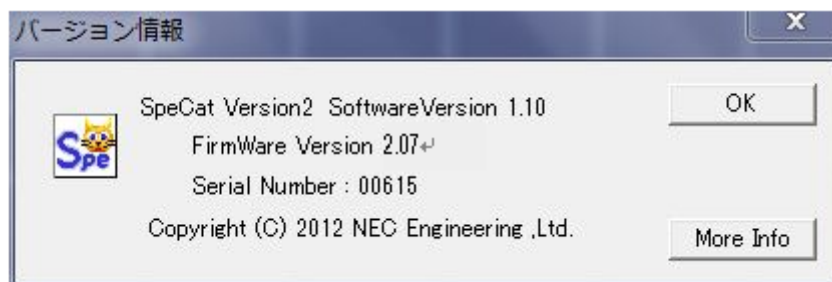 バージョン情報
X
SpeCat Version2 SoftwareVersion 1.10
OK
FirmWare Version 2.07↵
Spe
Serial Number : 00615
Copyright (C) 2012 NEC Engineering ,Ltd.
More Info